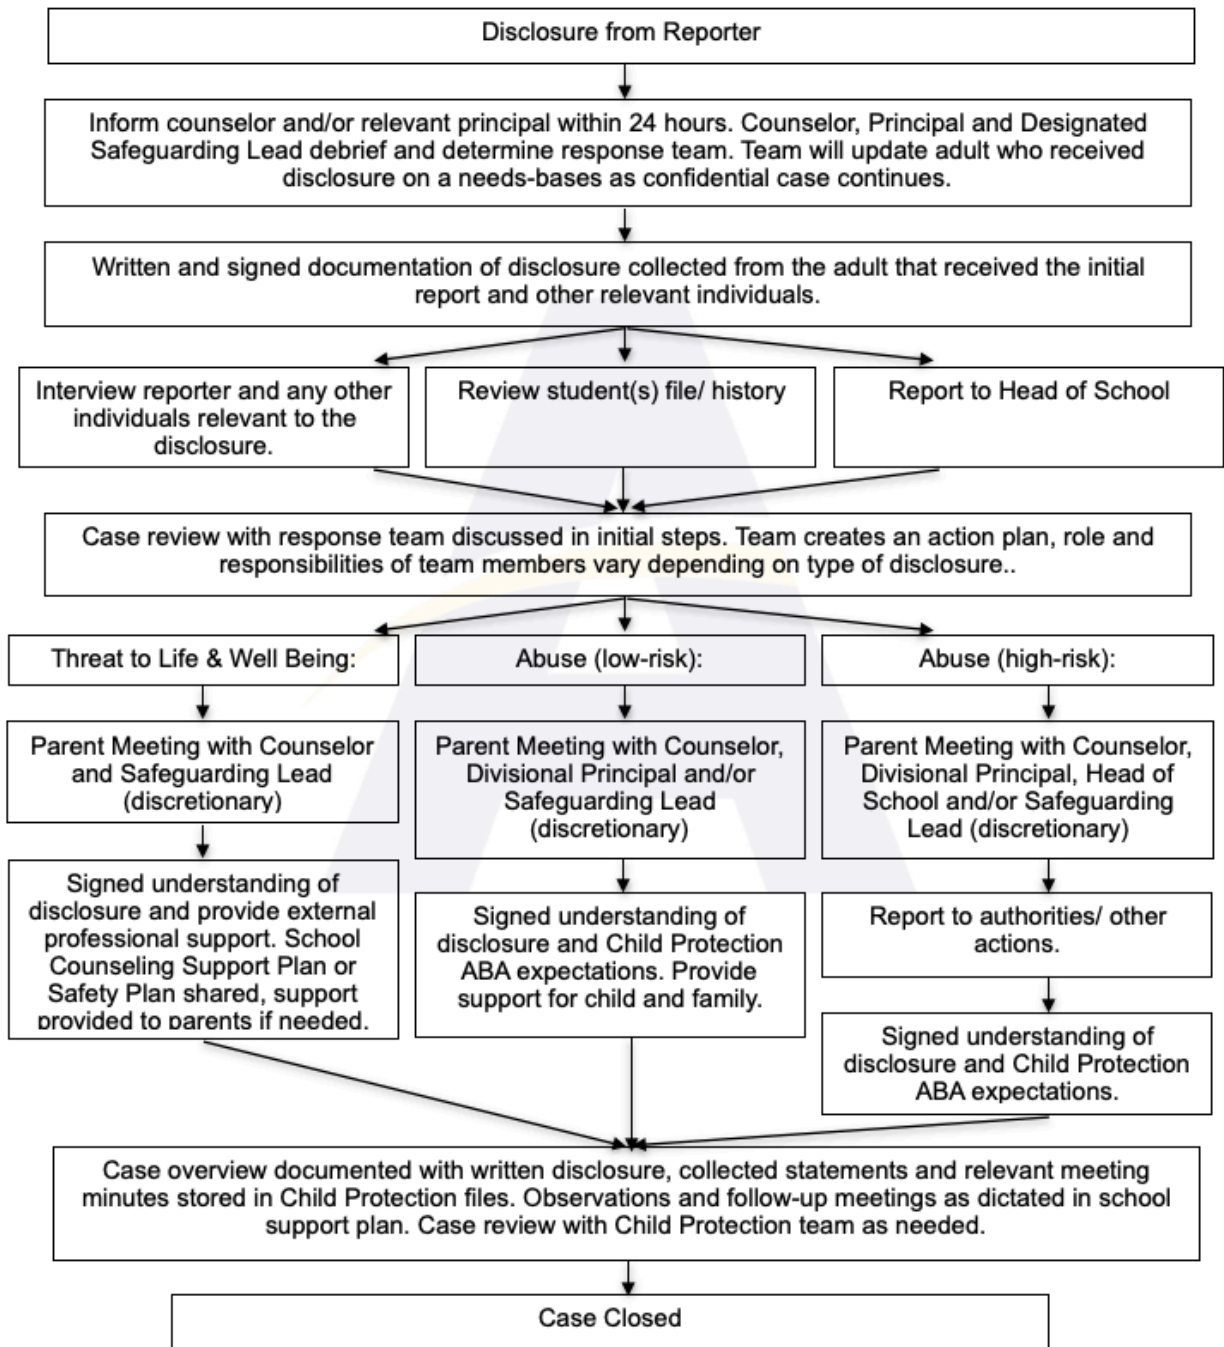 Disclosure from Reporter
Inform counselor and/or relevant principal within 24 hours. Counselor, Principal and Designated
Safeguarding Lead debrief and determine response team. Team will update adult who received
disclosure on a needs-bases as confidential case continues.
Written and signed documentation of disclosure collected from the adult that received the initial
report and other relevant individuals.
Interview reporter and any other
individuals relevant to the
disclosure.
Review student(s) file/ history
Report to Head of School
Case review with response team discussed in initial steps. Team creates an action plan, role and
responsibilities of team members vary depending on type of disclosure..
Threat to Life & Well Being:
Parent Meeting with Counselor
and Safeguarding Lead
(discretionary)
Signed understanding of
disclosure and provide external
professional support. School
Counseling Support Plan or
Safety Plan shared, support
provided to parents if needed.
Abuse (low-risk):
Parent Meeting with Counselor,
Divisional Principal and/or
Safeguarding Lead
(discretionary)
Signed understanding of
disclosure and Child Protection
ABA expectations. Provide
support for child and family.
Abuse (high-risk):
Parent Meeting with Counselor,
Divisional Principal, Head of
School and/or Safeguarding
Lead (discretionary)
Report to authorities/ other
actions.
Signed understanding of
disclosure and Child Protection
ABA expectations.
Case overview documented with written disclosure, collected statements and relevant meeting
minutes stored in Child Protection files. Observations and follow-up meetings as dictated in school
support plan. Case review with Child Protection team as needed.
Case Closed